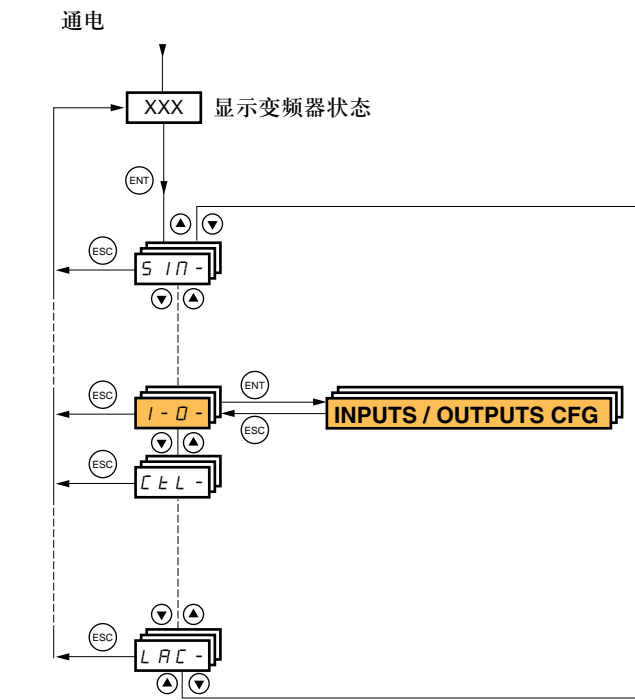 通电
XXX 显示变频器状态
ENT
ESC
SIM-
ESC
ENT
I-O-
INPUTS / OUTPUTS CFG
ESC
ESC
CtL-
ESC
LAC-